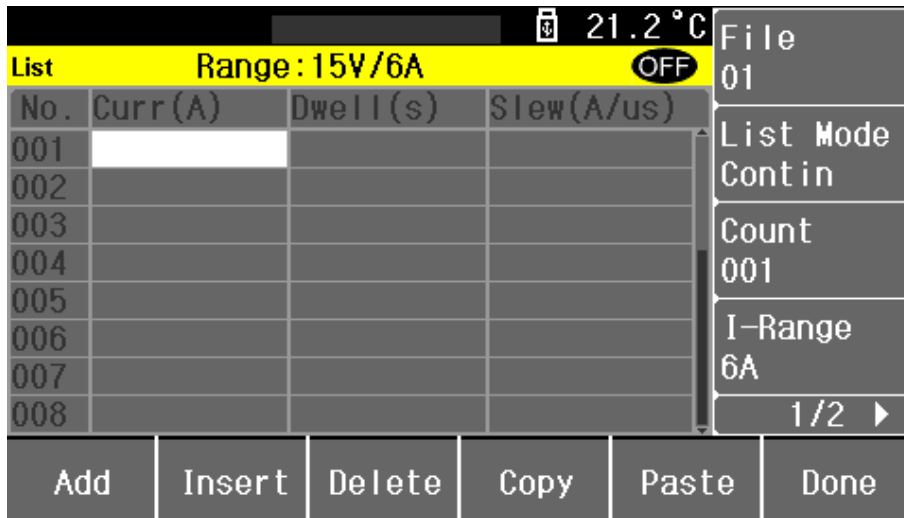 21.2°C
List Range:15V/6A OFF
No. Curr(A) Dwell(s) Slew(A/us)
001
002
003
004
005
006
007
008
File
01
List Mode
Contin
Count
001
I-Range
6A
1/2
Add Insert Delete Copy Paste Done